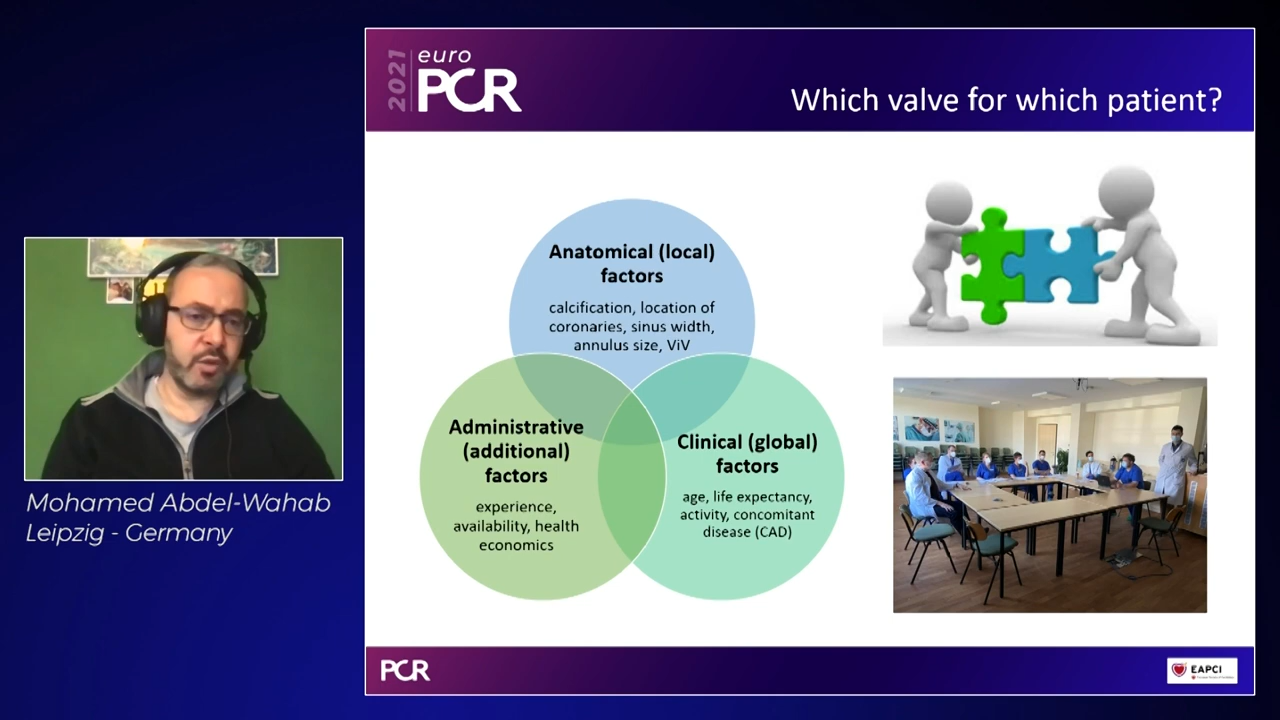 2021
euro
PCR
Which valve for which patient?
Anatomical (local)
factors
calcification, location of
coronaries, sinus width,
annulus size, ViV
Administrative
(additional)
factors
experience,
availability, health
economics
Clinical (global)
factors
age, life expectancy,
activity, concomitant
disease (CAD)
Mohamed Abdel-Wahab
Leipzig - Germany
PCR
EAPCI